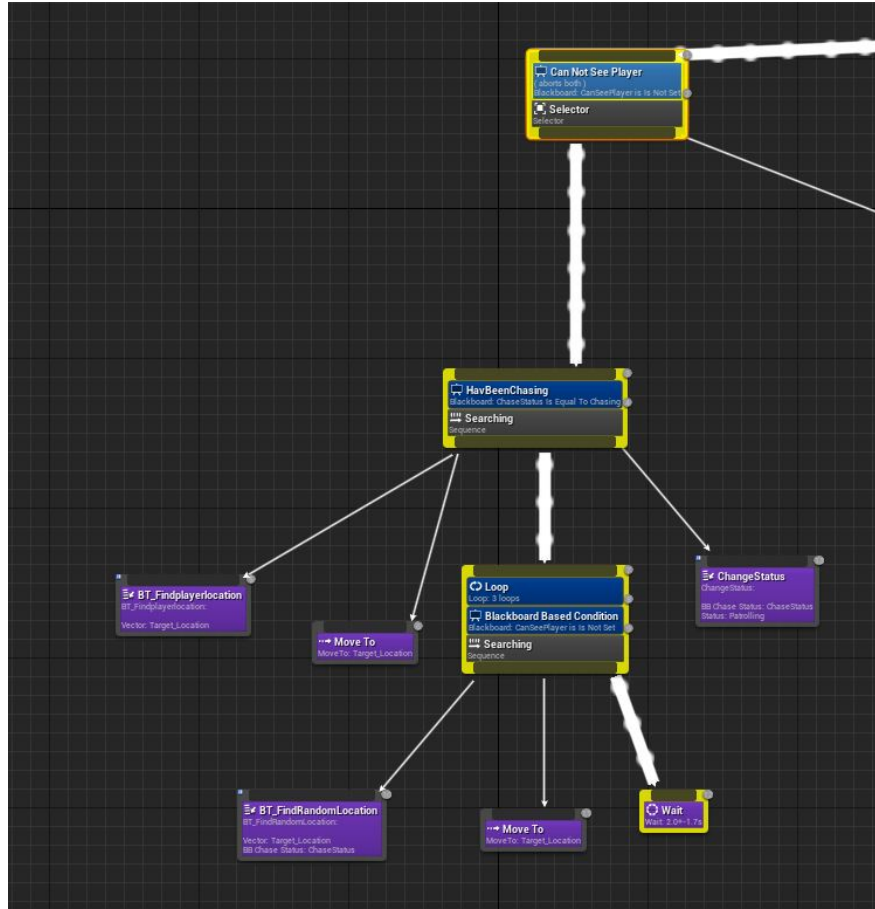 Can Not See Player
( aborts both )
Blackboard: CanSeePlayer is Is Not Set
Selector
Selector
HavBeenChasing
Blackboard: ChaseStatus Is Equal To Chasing
Searching
Sequence
BT_Findplayerlocation
BT_Findplayerlocation:
Vector: Target_Location
Move To
MoveTo: Target_Location
Loop
Loop: 3 loops
Blackboard Based Condition
Blackboard: CanSeePlayer is Is Not Set
Searching
Sequence
ChangeStatus
ChangeStatus:
BB Chase Status: ChaseStatus
Status: Patrolling
BT_FindRandomLocation
BT_FindRandomLocation:
Vector: Target_Location
BB Chase Status: ChaseStatus
Move To
MoveTo: Target_Location
Wait
Wait: 2.0+-1.7s